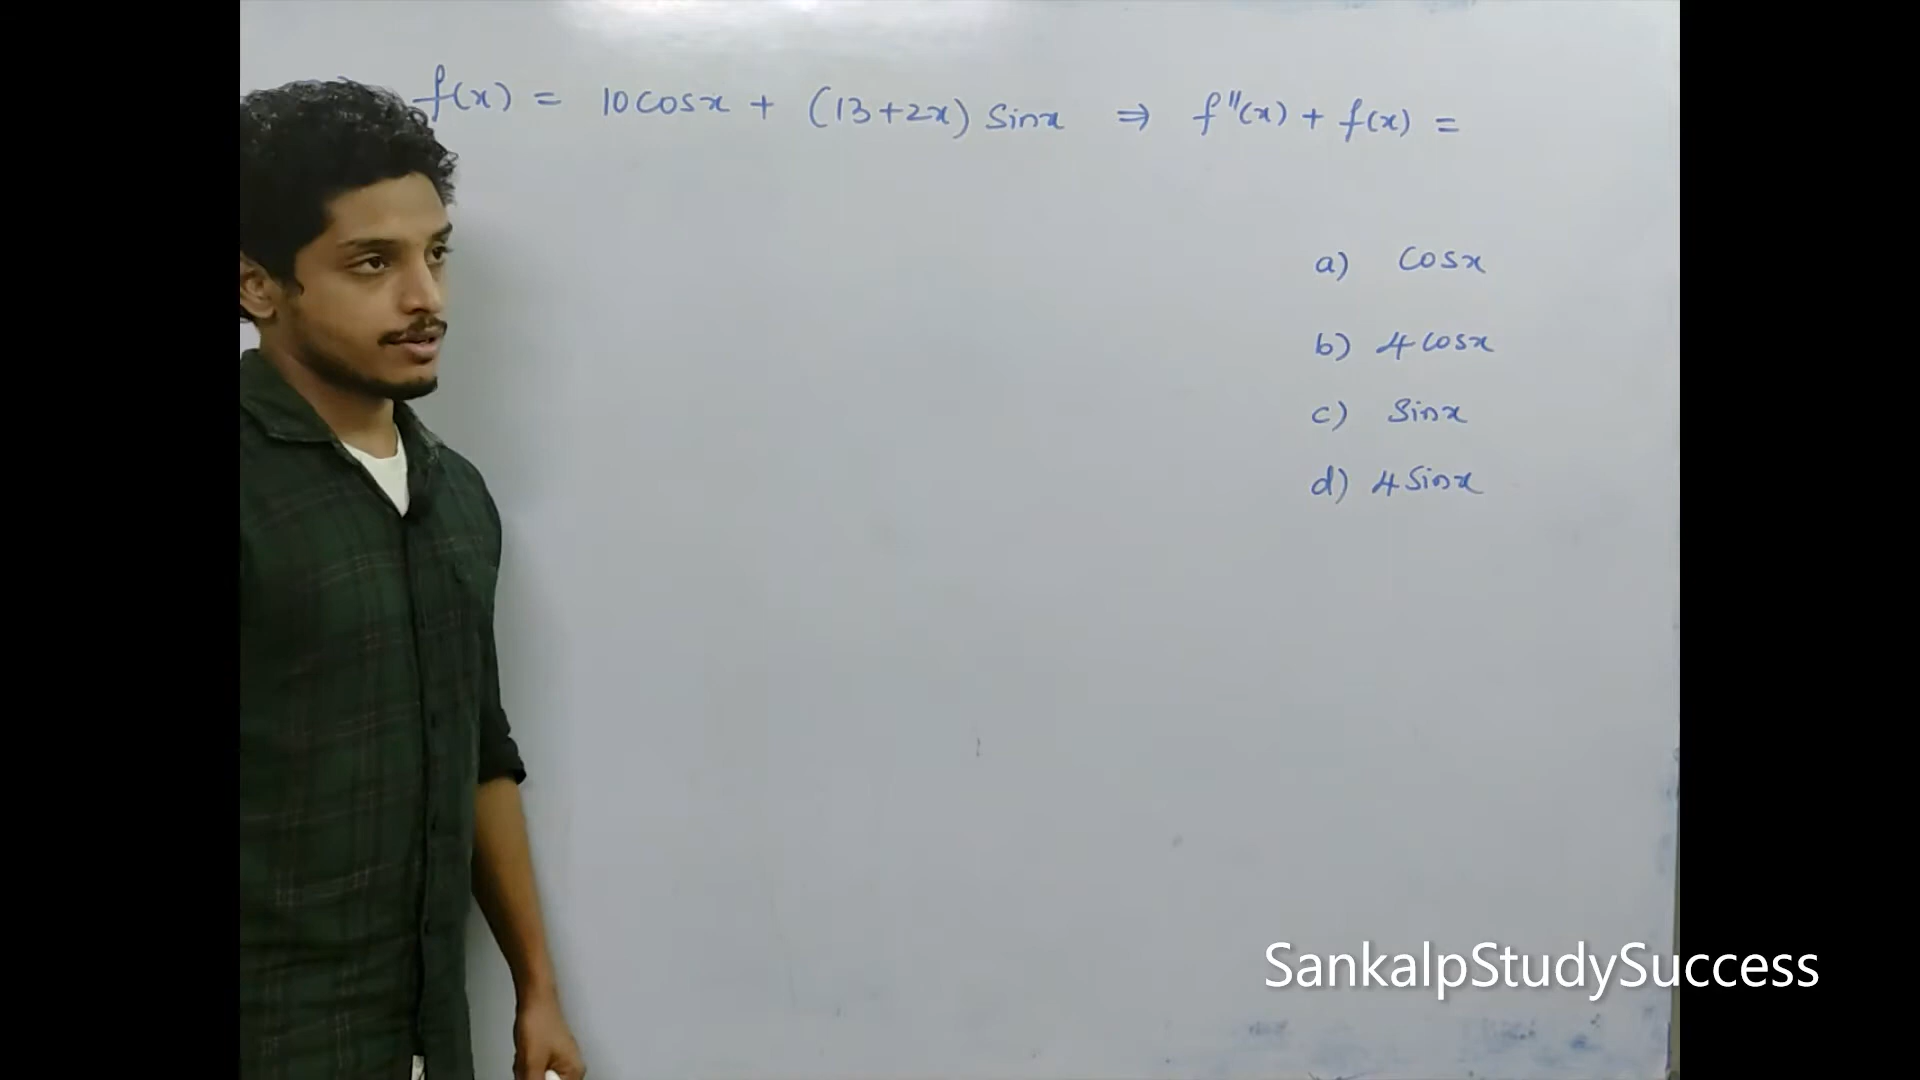 f(x) = 10cosx + (13+2x) Sinx ⇒ f"(x) + f(x) =
a) Cosx
b) 4cosx
c) Sinx
d) 4Sinx
SankalpStudySuccess